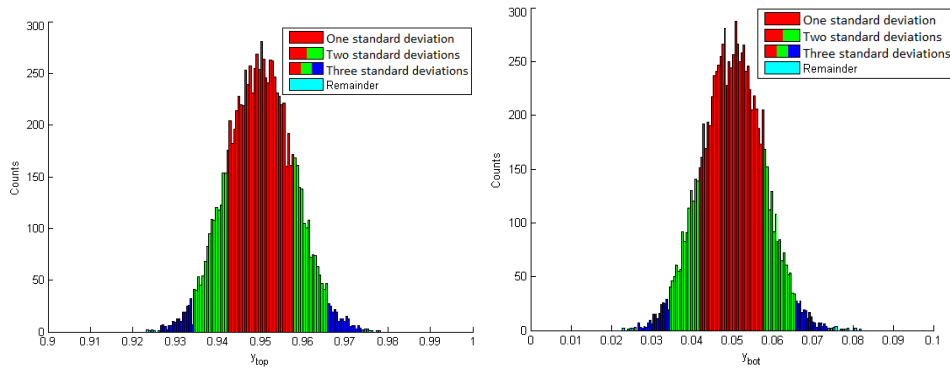 300
250
200
150
100
50
0
Counts
One standard deviation
Two standard deviations
Three standard deviations
Remainder
0.9 0.91 0.92 0.93 0.94 0.95 0.96 0.97 0.98 0.99 1
y_top
300
250
200
150
100
50
0
Counts
One standard deviation
Two standard deviations
Three standard deviations
Remainder
0 0.01 0.02 0.03 0.04 0.05 0.06 0.07 0.08 0.09 0.1
y_bot